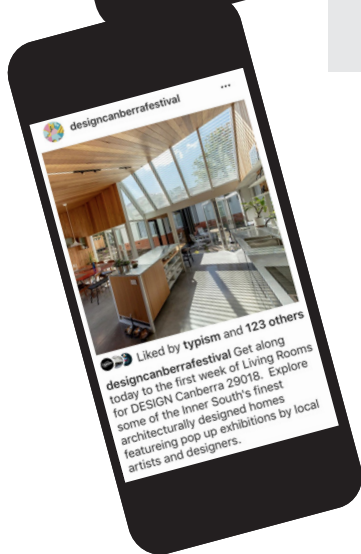 designcanberrafestival
Liked by typism and 123 others
designcanberrafestival Get along
today to the first week of Living Rooms
for DESIGN Canberra 29018. Explore
some of the Inner South's finest
architecturally designed homes
featureing pop up exhibitions by local
artists and designers.